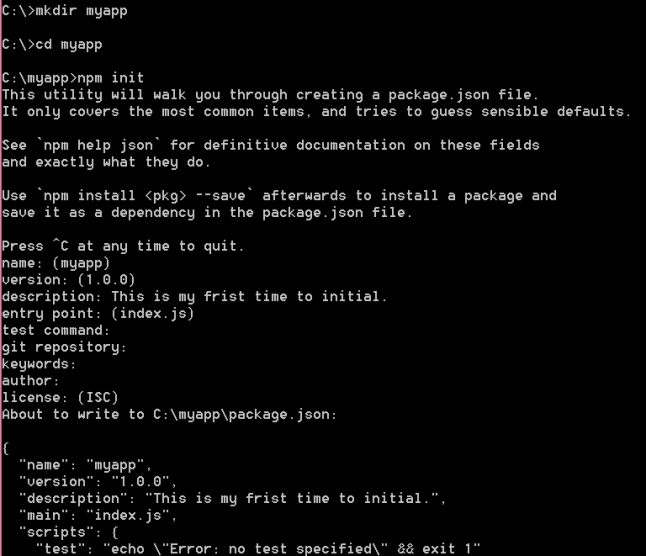 C:\>mkdir myapp
C:\>cd myapp
C:\myapp>npm init
This utility will walk you through creating a package.json file.
It only covers the most common items, and tries to guess sensible defaults.
See `npm help json` for definitive documentation on these fields
and exactly what they do.
Use `npm install <pkg> --save` afterwards to install a package and
save it as a dependency in the package.json file.
Press ^C at any time to quit.
name: (myapp)
version: (1.0.0)
description: This is my frist time to initial.
entry point: (index.js)
test command:
git repository:
keywords:
author:
license: (ISC)
About to write to C:\myapp\package.json:
{
  "name": "myapp",
  "version": "1.0.0",
  "description": "This is my frist time to initial.",
  "main": "index.js",
  "scripts": {
    "test": "echo \"Error: no test specified\" && exit 1"